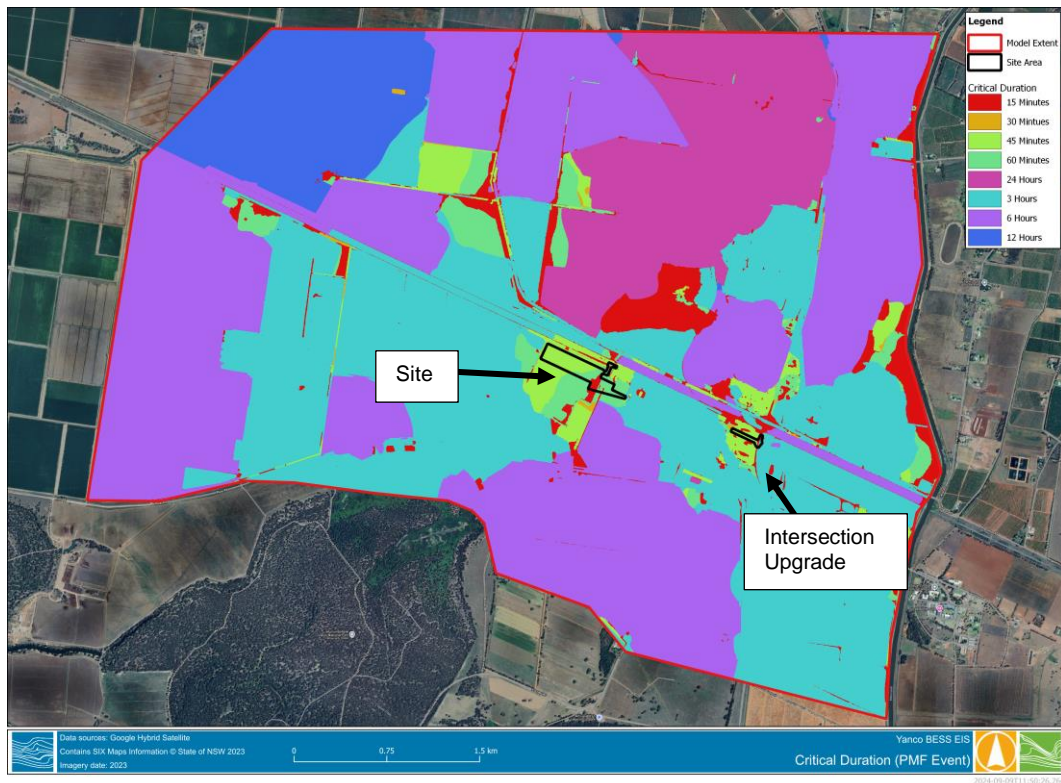 Legend
Model Extent
Site Area
Critical Duration
15 Minutes
30 Mintues
45 Minutes
60 Minutes
24 Hours
3 Hours
6 Hours
12 Hours
Site
Intersection
Upgrade
Data sources: Google Hybrid Satellite
Contains SIX Maps Information © State of NSW 2023
Imagery date: 2023
0 0.75 1.5 km
Yanco BESS EIS
Critical Duration (PMF Event)